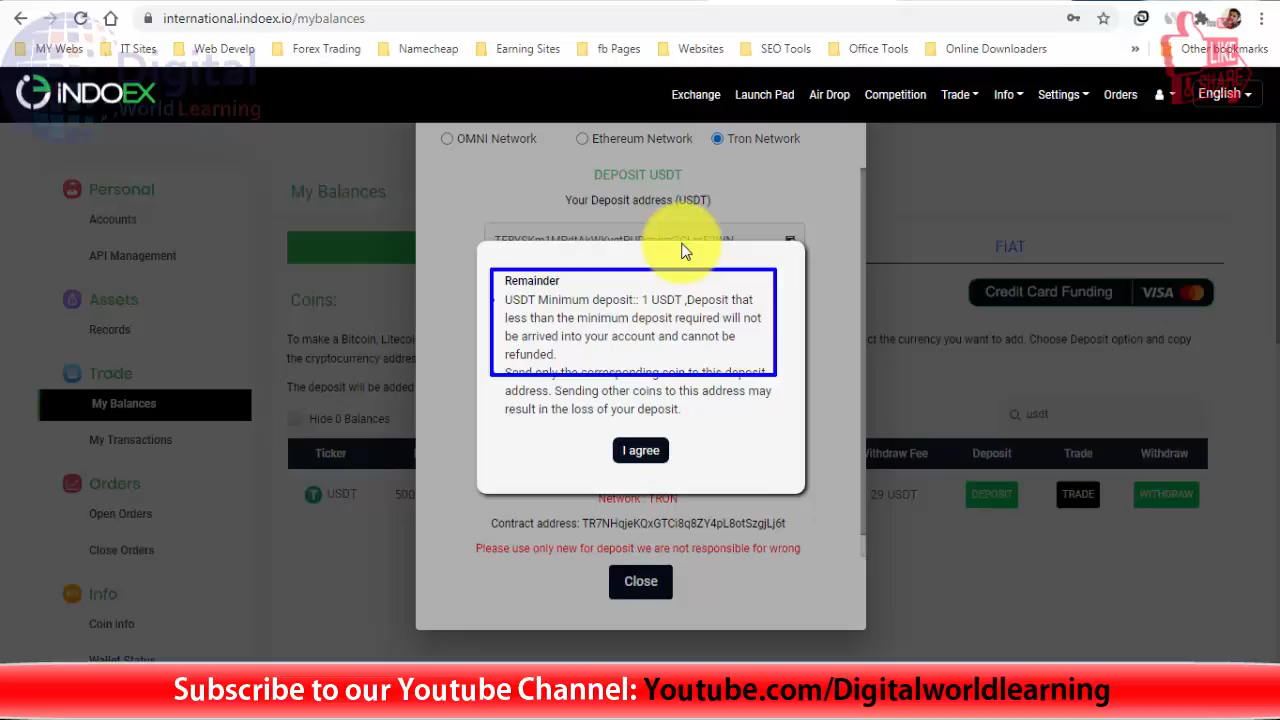 international.indoex.io/mybalances
MY Webs IT Sites Web Develp Forex Trading Namecheap Earning Sites fb Pages Websites SEO Tools Office Tools Online Downloaders » Other bookmarks
Digital
World Learning
LIKE
& SHARE
iNDOEX
Exchange Launch Pad Air Drop Competition Trade Info Settings Orders English
OMNI Network Ethereum Network Tron Network
DEPOSIT USDT
Your Deposit address (USDT)
Personal
Accounts
API Management
Assets
Records
Trade
My Balances
My Transactions
Orders
Open Orders
Close Orders
Info
Coin info
Wallet Status
My Balances
FIAT
Coins:
Credit Card Funding VISA
To make a Bitcoin, Litecoi
ct the currency you want to add. Choose Deposit option and copy
the cryptocurrency addre
The deposit will be added
Hide 0 Balances
usdt
Ticker
Withdraw Fee Deposit Trade Withdraw
USDT 500
29 USDT DEPOSIT TRADE WITHDRAW
Remainder
USDT Minimum deposit:: 1 USDT ,Deposit that
less than the minimum deposit required will not
be arrived into your account and cannot be
refunded.
Send only the corresponding coin to this deposit
address. Sending other coins to this address may
result in the loss of your deposit.
I agree
Network : TRON
Contract address: TR7NHqjeKQxGTCi8q8ZY4pL8otSzgjLj6t
Please use only new for deposit we are not responsible for wrong
Close
Subscribe to our Youtube Channel: Youtube.com/Digitalworldlearning